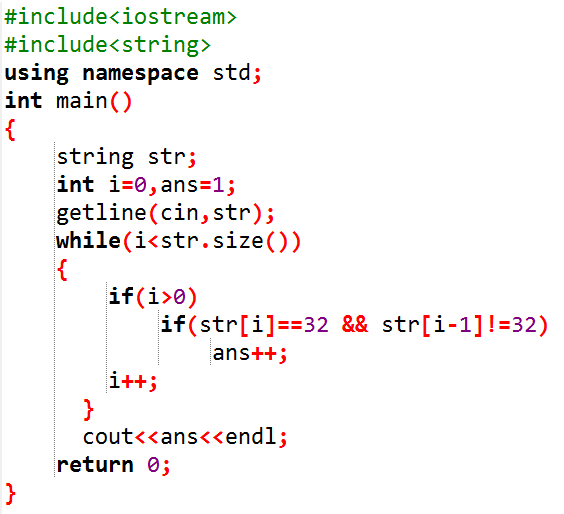 #include<iostream>
#include<string>
using namespace std;
int main()
{
    string str;
    int i=0,ans=1;
    getline(cin,str);
    while(i<str.size())
    {
        if(i>0)
            if(str[i]==32 && str[i-1]!=32)
                ans++;
        i++;
      }
      cout<<ans<<endl;
    return 0;
}